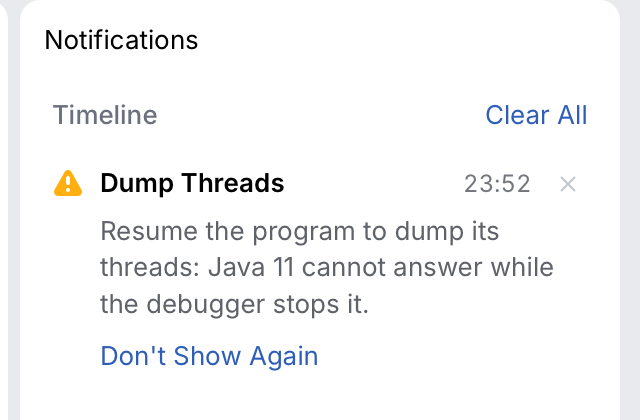 Notifications
Timeline
Clear All
Dump Threads
23:52
Resume the program to dump its
threads: Java 11 cannot answer while
the debugger stops it.
Don't Show Again